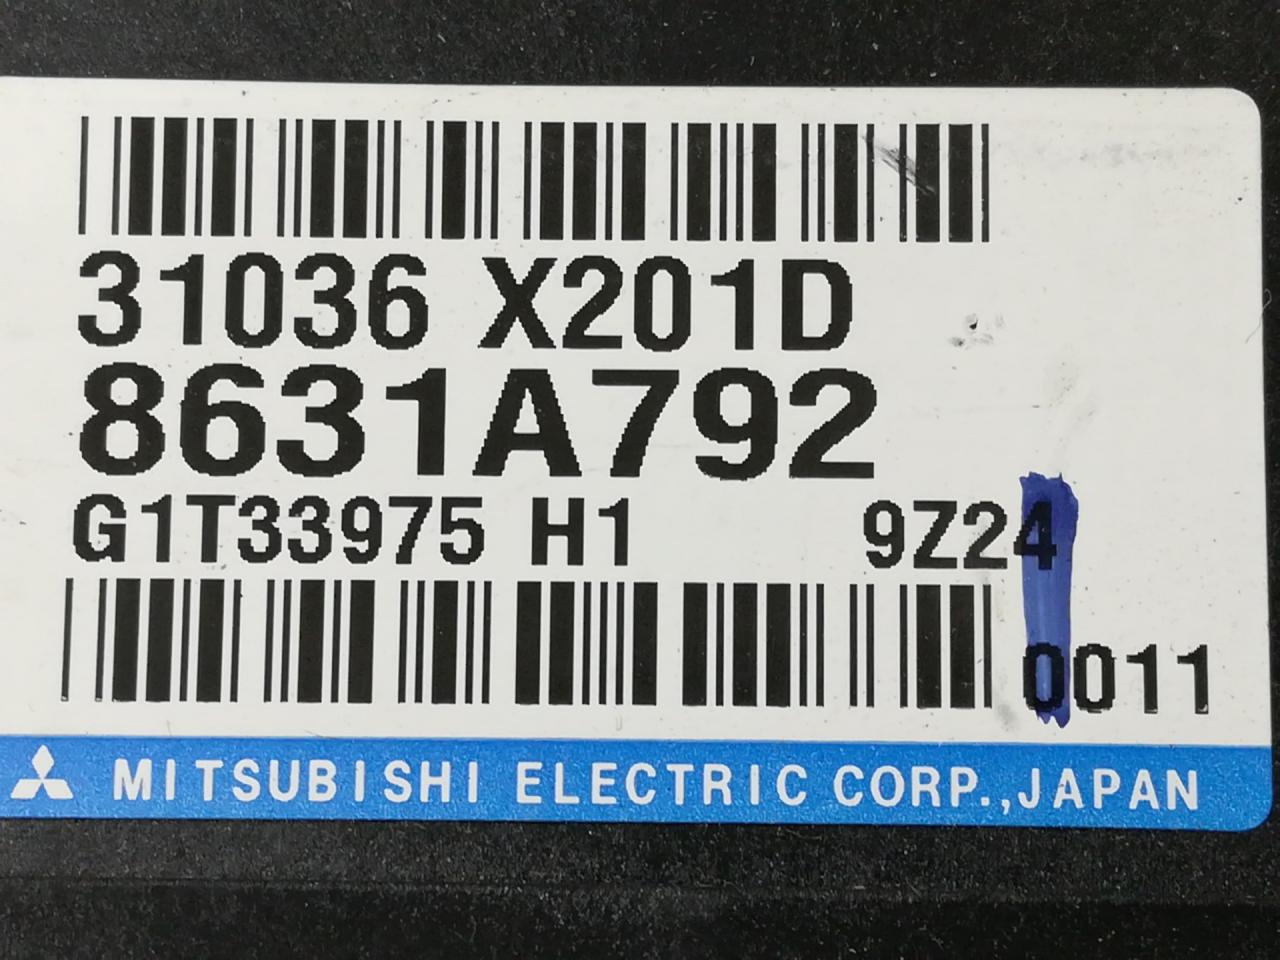 31036 X201D
8631A792
G1T33975 H1 9Z24
0011
MITSUBISHI ELECTRIC CORP.,JAPAN